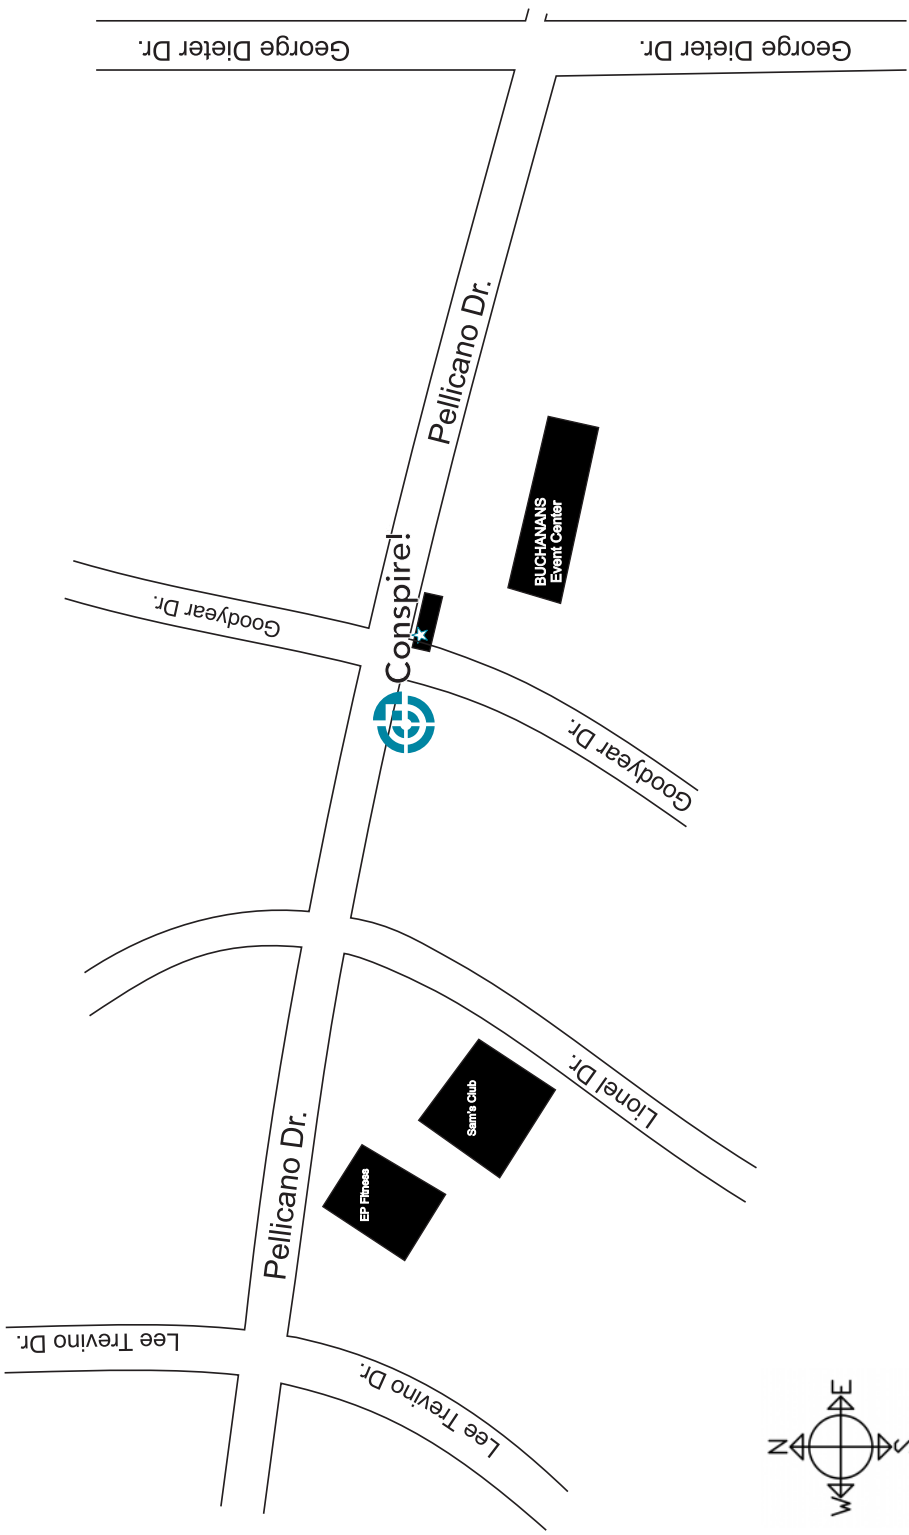 George Dieter Dr.
George Dieter Dr.
Pellicano Dr.
BUCHANANS
Event Center
Conspire!
Goodyear Dr.
Goodyear Dr.
Lionel Dr.
Sam's Club
EP Fitness
Pellicano Dr.
Lee Trevino Dr.
Lee Trevino Dr.
N
E
S
W